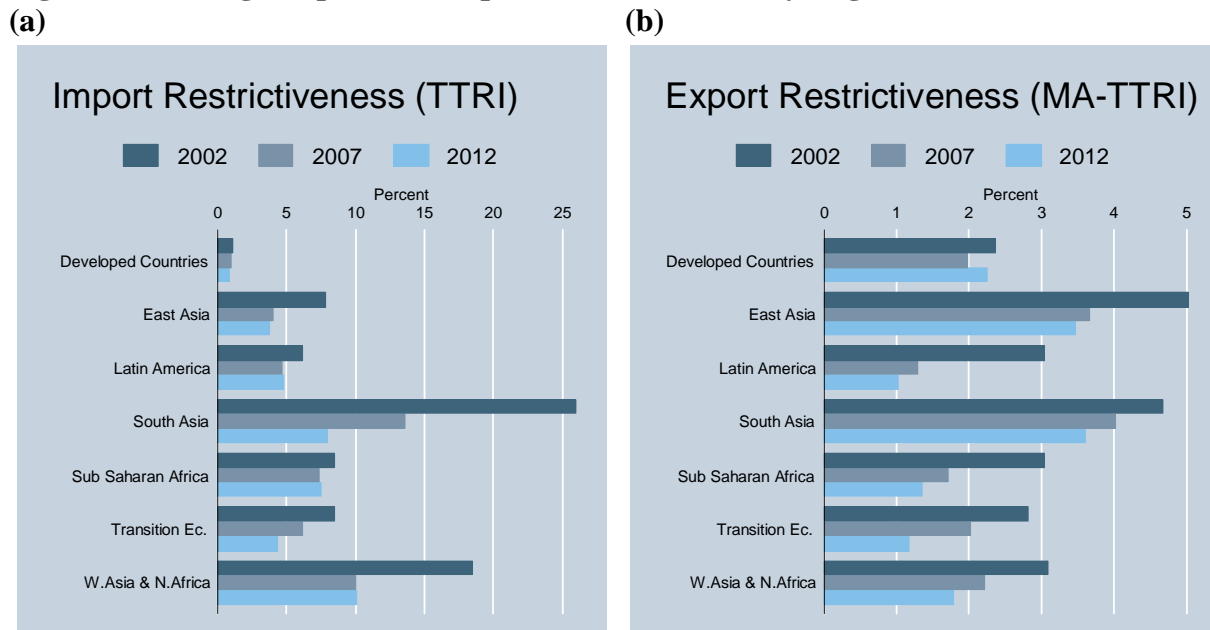 (a)
Import Restrictiveness (TTRI)
2002 2007 2012
Percent
0 5 10 15 20 25
Developed Countries
East Asia
Latin America
South Asia
Sub Saharan Africa
Transition Ec.
W.Asia & N.Africa
(b)
Export Restrictiveness (MA-TTRI)
2002 2007 2012
Percent
0 1 2 3 4 5
Developed Countries
East Asia
Latin America
South Asia
Sub Saharan Africa
Transition Ec.
W.Asia & N.Africa